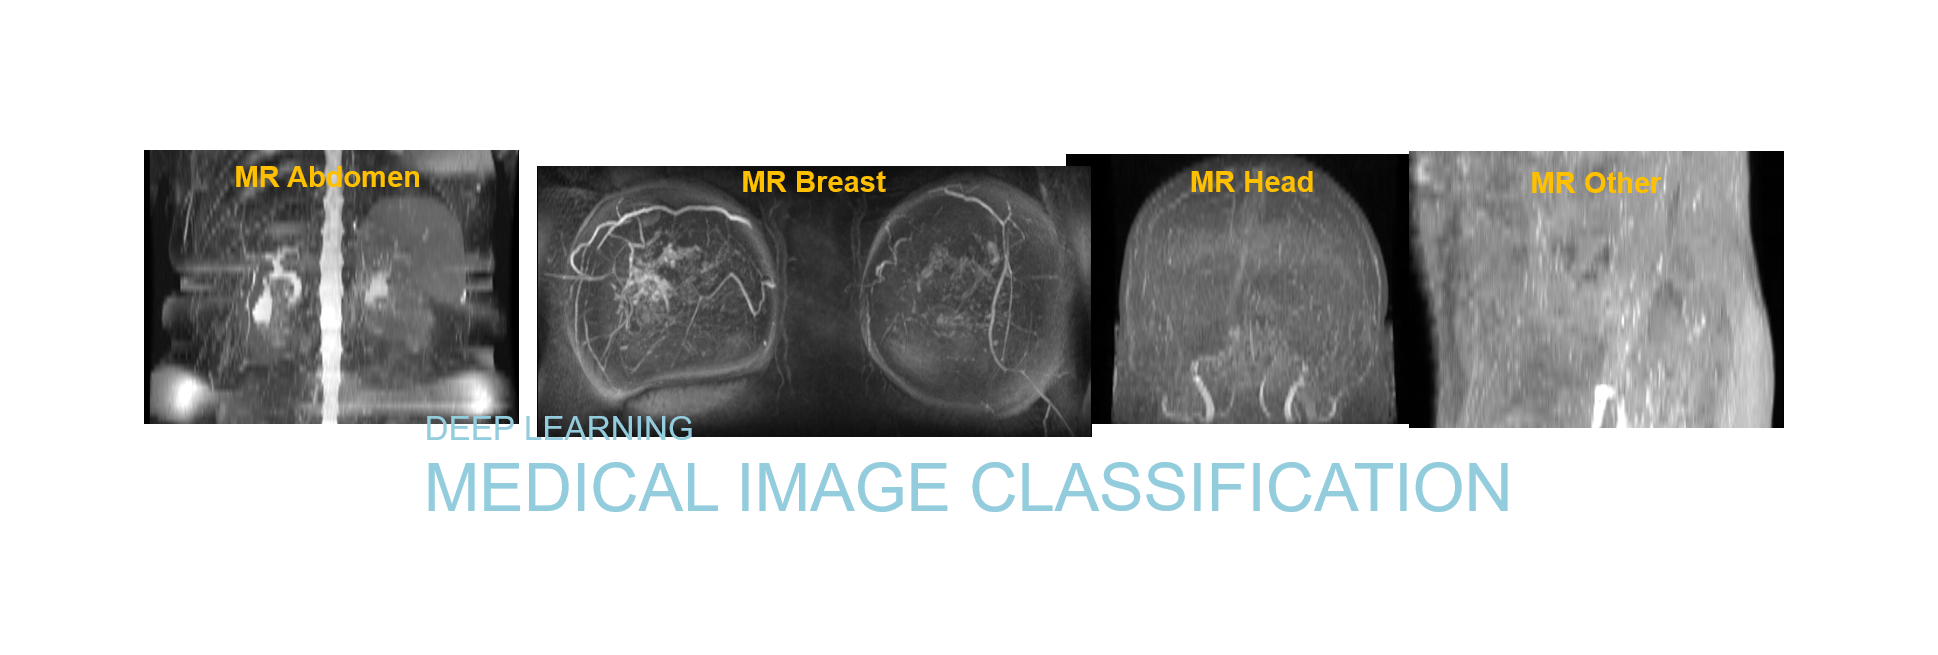 MR Abdomen
MR Breast
MR Head
MR Other
DEEP LEARNING
MEDICAL IMAGE CLASSIFICATION